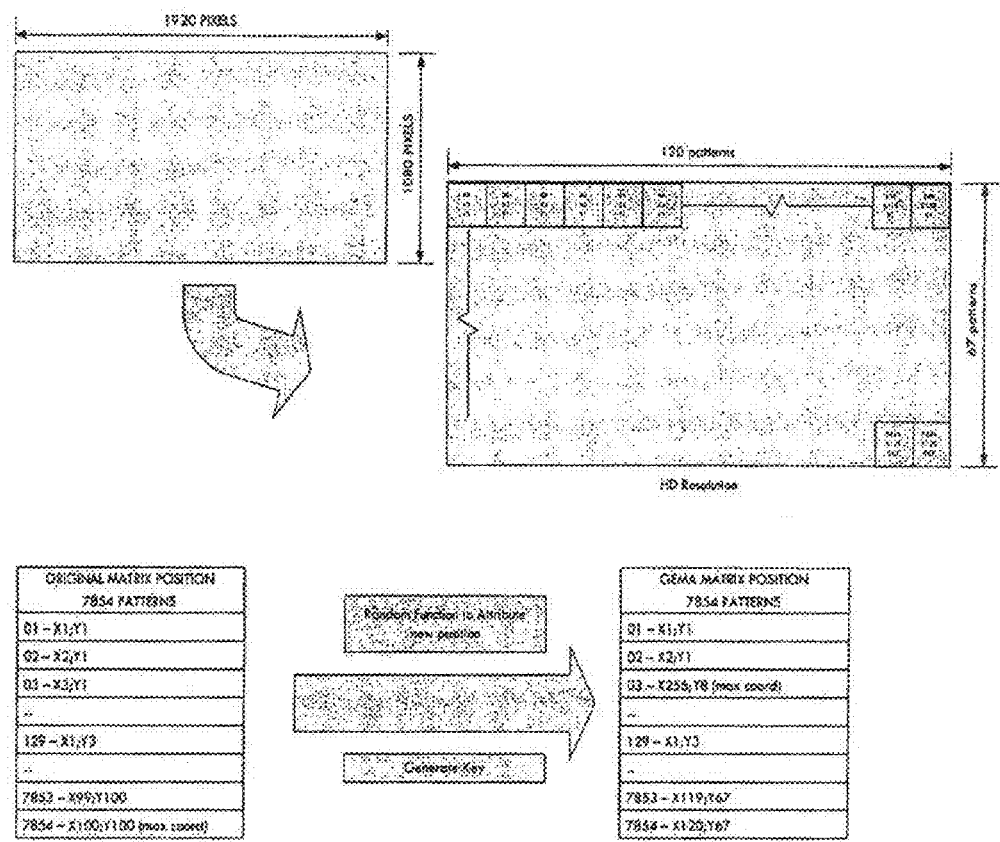 1920 PIXELS
1080 PIXELS
120 patterns
67 patterns
HD Resolution
ORIGINAL MATRIX POSITION
7854 PATTERNS
01 – X1;Y1
02 – X2;Y1
03 – X3;Y1
...
129 – X1;Y3
...
7853 – X99;Y100
7854 – X100;Y100 (max coord)
Random Function to Attribute
new position
Generate Key
GEMA MATRIX POSITION
7854 PATTERNS
01 – X1;Y1
02 – X2;Y1
03 – X256;Y8 (max coord)
...
129 – X1;Y3
...
7853 – X119;Y67
7854 – X120;Y67